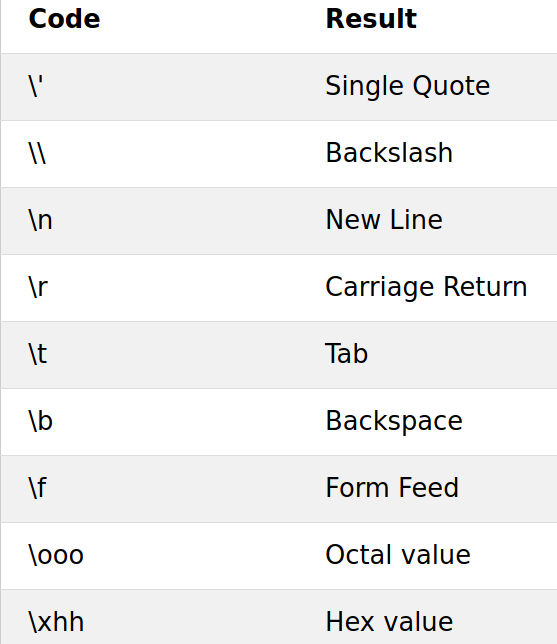 Code Result
\' Single Quote
\\ Backslash
\n New Line
\r Carriage Return
\t Tab
\b Backspace
\f Form Feed
\ooo Octal value
\xhh Hex value